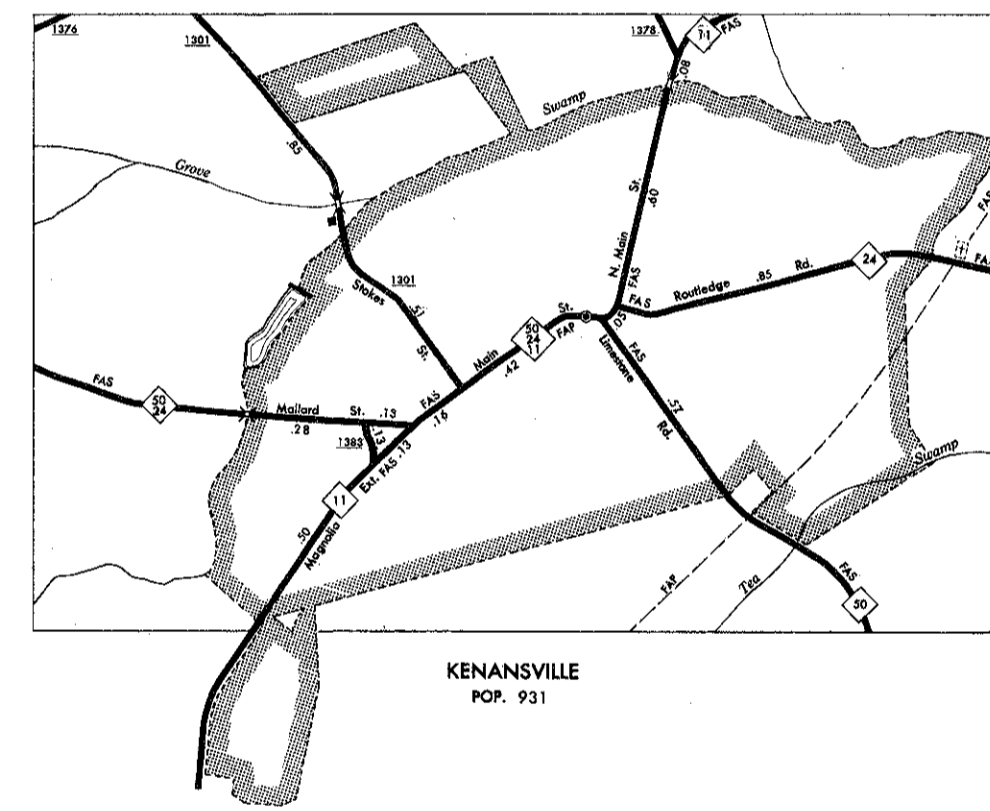 1376
1301
1378
71
FAS
.08
Swamp
.85
Grove
St.
.60
N. Main
FAS
FAP
1301
Stokes
.51
St.
24
Rd.
.85
Routledge
FAS
FAS
St.
.05
50
24
11
FAP
Main
.42
Limestone
FAS
.57
Rd.
FAS
50
24
Mallard
St.
.13
.28
FAS
.16
1383
.13
Ext.
FAS
.13
11
.50
Magnolia
Swamp
FAP
Tea
FAS
50
KENANSVILLE
POP. 931